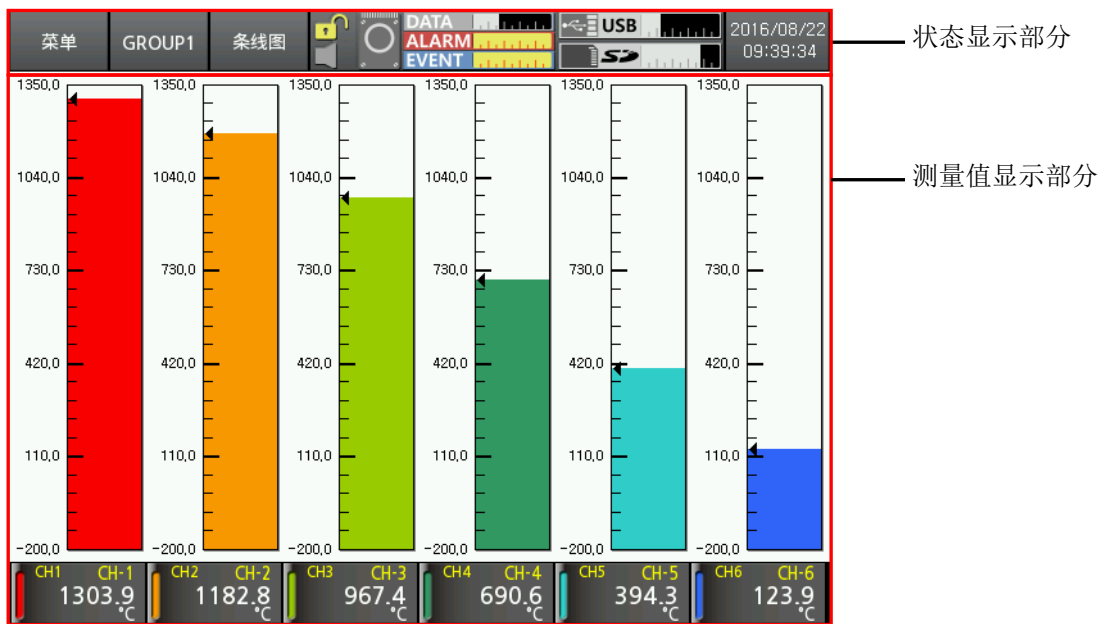 菜单 GROUP1 条线图 DATA ALARM EVENT USB SD 2016/08/22 09:39:34
状态显示部分
测量值显示部分
1350,0 1350,0 1350,0 1350,0 1350,0 1350,0
1040,0 1040,0 1040,0 1040,0 1040,0 1040,0
730,0 730,0 730,0 730,0 730,0 730,0
420,0 420,0 420,0 420,0 420,0 420,0
110,0 110,0 110,0 110,0 110,0 110,0
-200,0 -200,0 -200,0 -200,0 -200,0 -200,0
CH1 CH-1 CH2 CH-2 CH3 CH-3 CH4 CH-4 CH5 CH-5 CH6 CH-6
1303.9 1182.8 967.4 690.6 394.3 123.9
°C °C °C °C °C °C